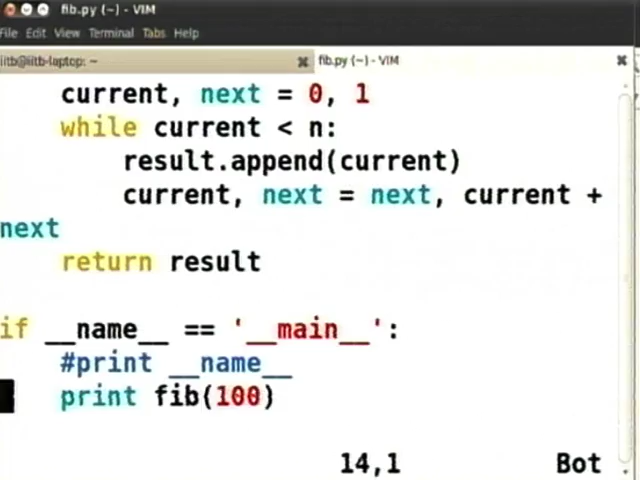 fib.py (~) - VIM
File Edit View Terminal Tabs Help
iitb@iitb-laptop: ~ fib.py (~) - VIM
current, next = 0, 1
while current < n:
result.append(current)
current, next = next, current +
next
return result
if __name__ == '__main__':
#print __name__
print fib(100)
14,1 Bot